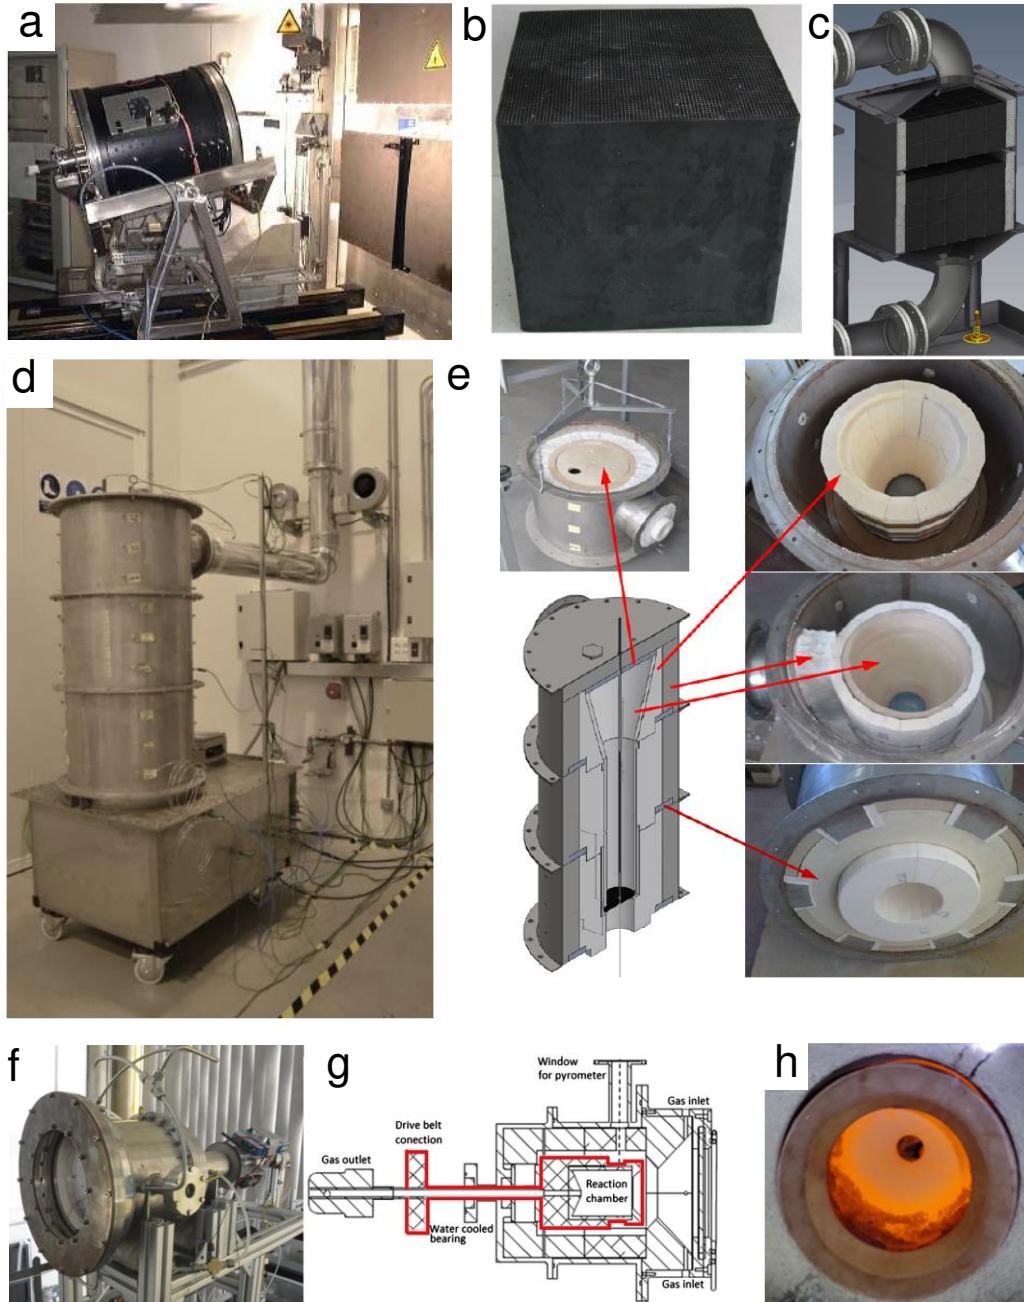 a
b
c
d
e
f
g
Window
for pyrometer
Gas inlet
Drive belt
conection
Gas outlet
Reaction
chamber
Water cooled
bearing
Gas inlet
h